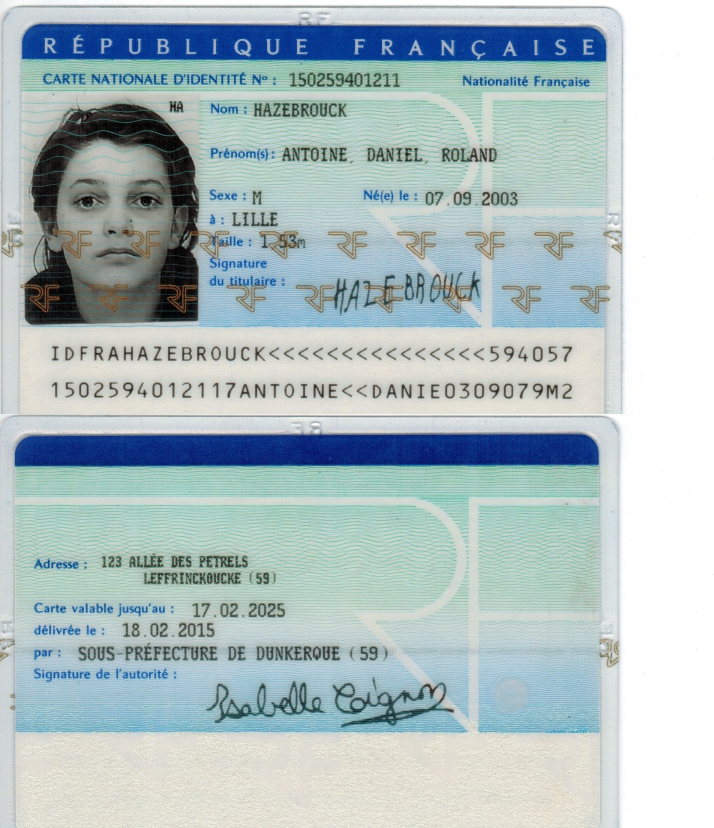 RÉPUBLIQUE FRANÇAISE
CARTE NATIONALE D'IDENTITÉ Nº : 150259401211 Nationalité Française
HA
Nom : HAZEBROUCK
Prénom(s): ANTOINE, DANIEL, ROLAND
Sexe : M Né(e) le : 07.09.2003
à : LILLE
Taille : 1,53m
Signature
du titulaire :
HAZEBROUCK
IDFRAHAZEBROUCK<<<<<<<<<<<<<<<594057
1502594012117ANTOINE<<DANIE0309079M2
Adresse : 123 ALLÉE DES PETRELS
LEFFRINCKOUCKE (59)
Carte valable jusqu'au : 17.02.2025
délivrée le : 18.02.2015
par : SOUS-PRÉFECTURE DE DUNKERQUE (59)
Signature de l'autorité :
Isabelle Coignon